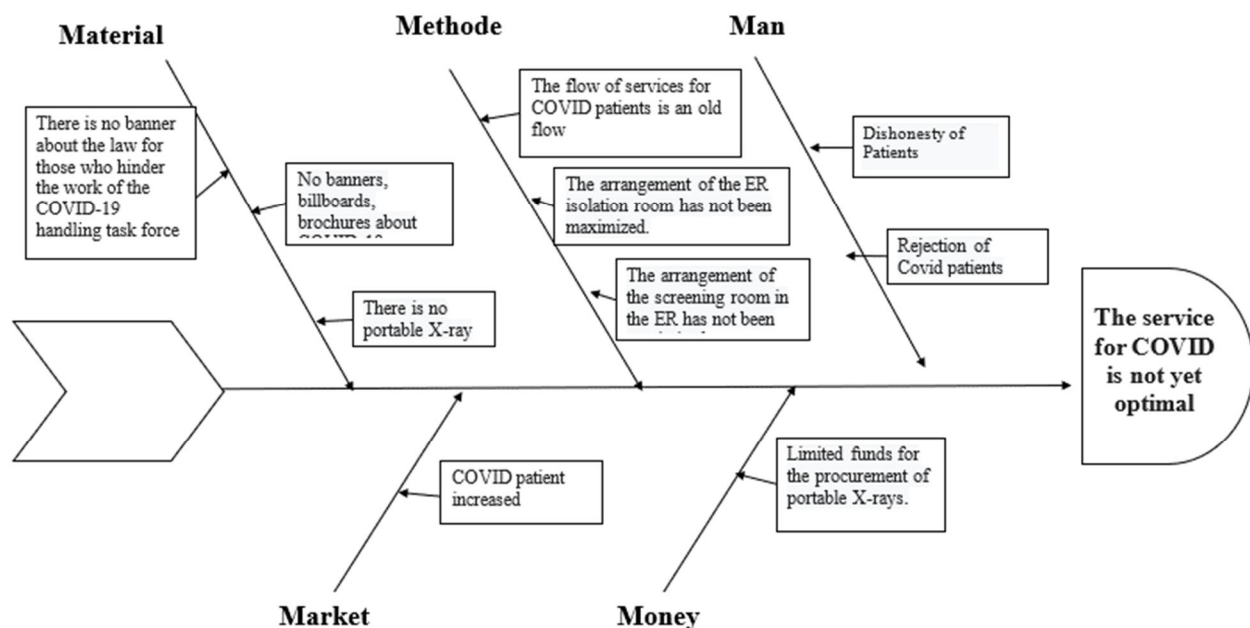 Material
Methode
Man
There is no banner
about the law for
those who hinder
the work of the
COVID-19
handling task force
No banners,
billboards,
brochures about
There is no
portable X-ray
The flow of services for
COVID patients is an old
flow
The arrangement of the ER
isolation room has not been
maximized.
The arrangement of
the screening room in
the ER has not been
Dishonesty of
Patients
Rejection of
Covid patients
The service
for COVID
is not yet
optimal
COVID patient
increased
Limited funds for
the procurement of
portable X-rays.
Market
Money